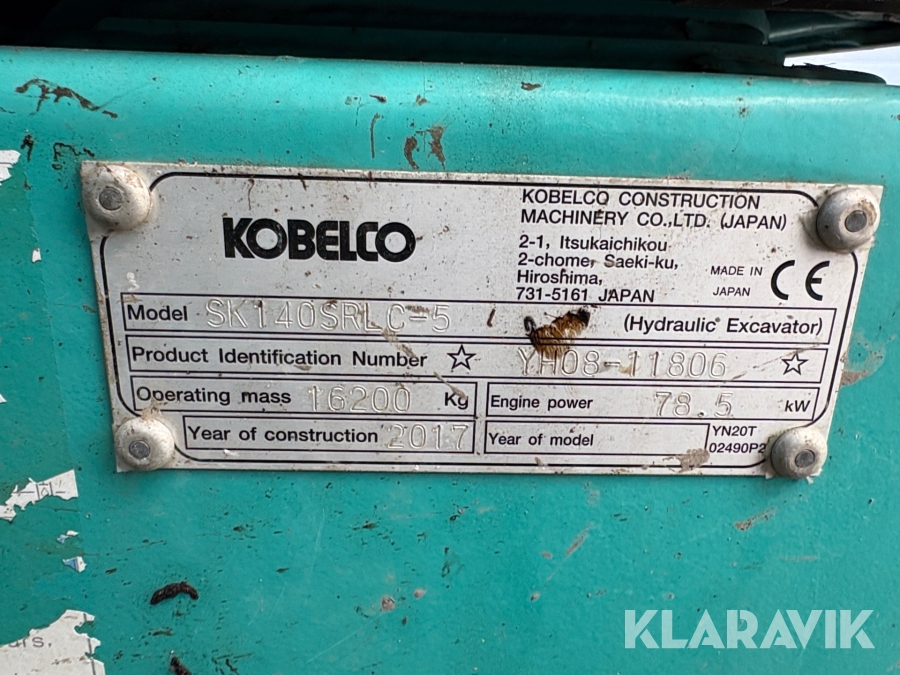 KOBELCO
KOBELCO CONSTRUCTION
MACHINERY CO.,LTD. (JAPAN)
2-1, Itsukaichikou
2-chome, Saeki-ku,
Hiroshima,
731-5161 JAPAN
MADE IN
JAPAN
CE
Model SK140SRLC-5 (Hydraulic Excavator)
Product Identification Number ☆ YH08-11806 ☆
Operating mass 16200 Kg
Engine power 78.5 kW
Year of construction 2017
Year of model
YN20T
02490P2
KLARAVIK